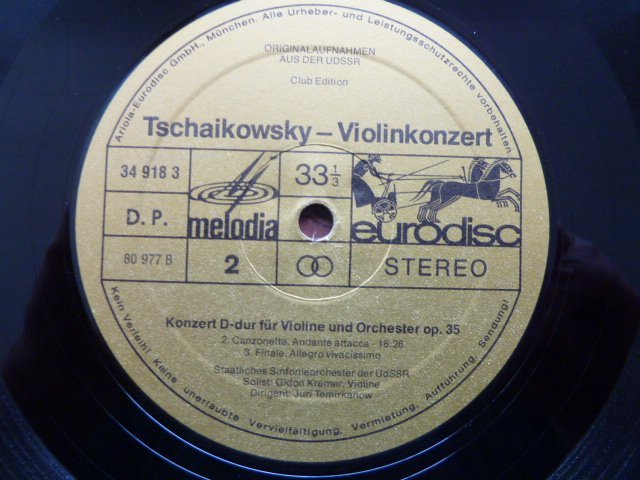 Ariola-Eurodisc GmbH., München. Alle Urheber- und Leistungsschutzrechte vorbehalten.
ORIGINALAUFNAHMEN
AUS DER UDSSR
Club Edition
Tschaikowsky – Violinkonzert
34 918 3
33 1/3
D. P.
melodia
eurodisc
80 977 B
2
STEREO
Konzert D-dur für Violine und Orchester op. 35
2. Canzonetta. Andante attacca - 16:26
3. Finale. Allegro vivacissimo
Staatliches Sinfonieorchester der UdSSR
Solist: Gidon Kremer, Violine
Dirigent: Juri Temirkanow
Kein Verleih! Keine unerlaubte Vervielfältigung, Vermietung, Aufführung, Sendung!